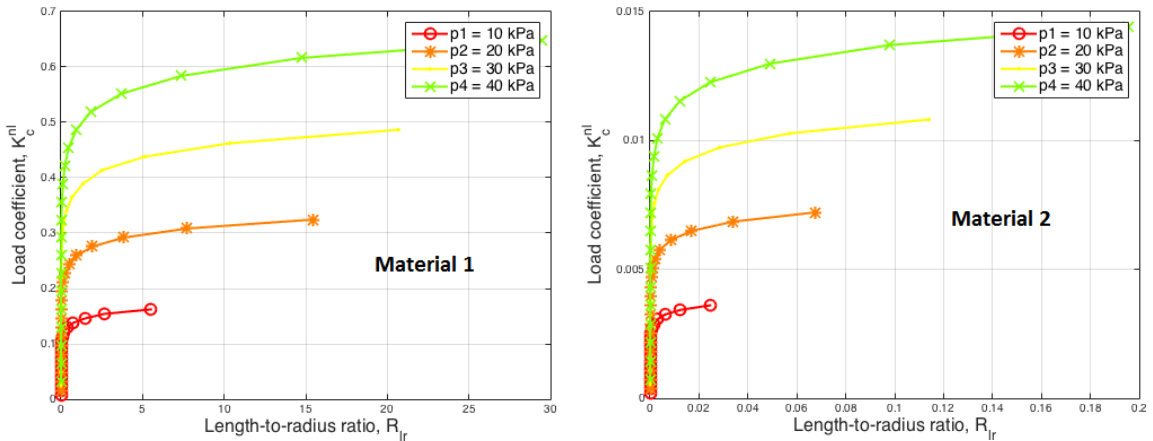 0.7
0.6
0.5
0.4
0.3
0.2
0.1
0
Load coefficient, K_c^nl
0 5 10 15 20 25 30
Length-to-radius ratio, R_lr
p1 = 10 kPa
p2 = 20 kPa
p3 = 30 kPa
p4 = 40 kPa
Material 1
0.015
0.01
0.005
0.000
Load coefficient, K_c^nl
0 0.02 0.04 0.06 0.08 0.1 0.12 0.14 0.16 0.18 0.2
Length-to-radius ratio, R_lr
p1 = 10 kPa
p2 = 20 kPa
p3 = 30 kPa
p4 = 40 kPa
Material 2